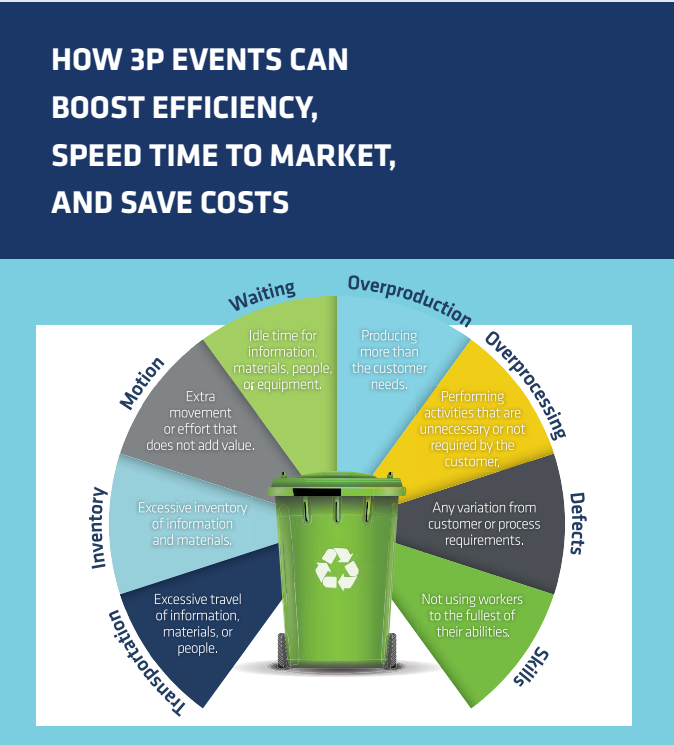 HOW 3P EVENTS CAN
BOOST EFFICIENCY,
SPEED TIME TO MARKET,
AND SAVE COSTS
Transportation
Excessive travel
of information,
materials, or
people.
Inventory
Excessive inventory
of information
and materials.
Motion
Extra
movement
or effort that
does not add value.
Waiting
Idle time for
information,
materials, people,
or equipment.
Overproduction
Producing
more than
the customer
needs.
Overprocessing
Performing
activities that are
unnecessary or not
required by the
customer.
Defects
Any variation from
customer or process
requirements.
Skills
Not using workers
to the fullest of
their abilities.